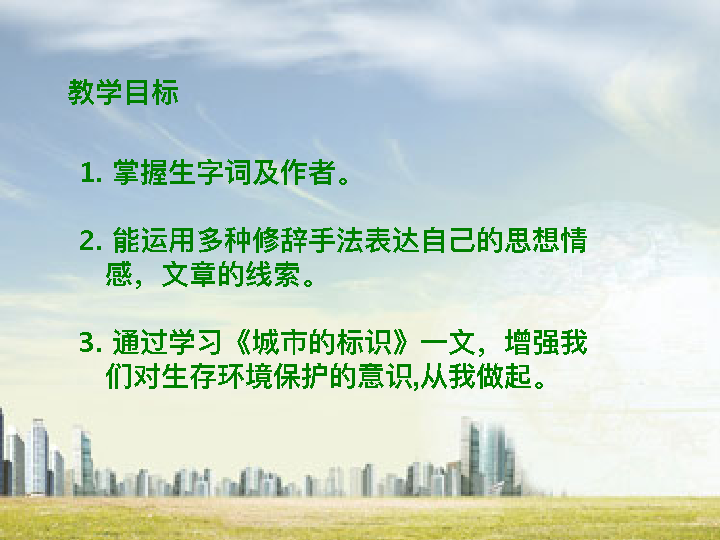 教学目标
1. 掌握生字词及作者。
2. 能运用多种修辞手法表达自己的思想情
感，文章的线索。
3. 通过学习《城市的标识》一文，增强我
们对生存环境保护的意识,从我做起。